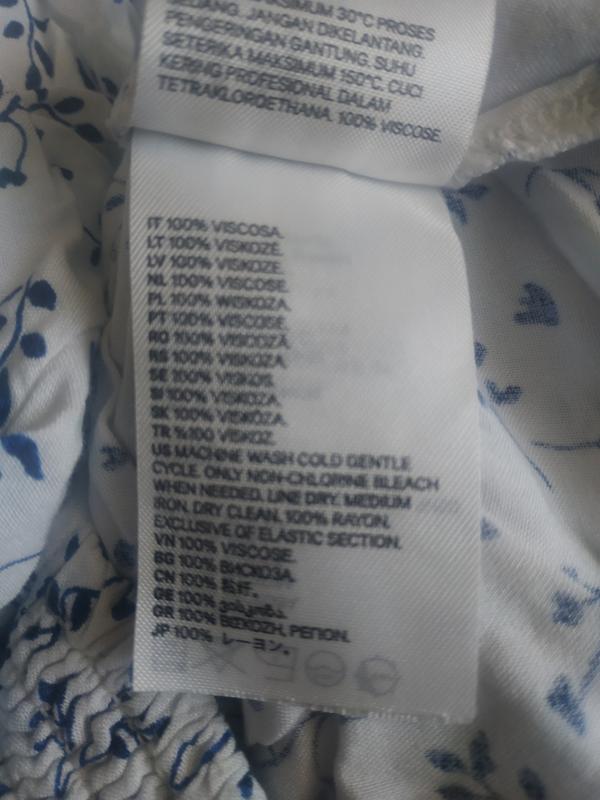 MAKSIMUM 30°C PROSES
SEDANG. JANGAN DIKELANTANG.
PENGERINGAN GANTUNG. SUHU
SETERIKA MAKSIMUM 150°C. CUCI
KERING PROFESIONAL DALAM
TETRAKLOROETHANA. 100% VISCOSE.
IT 100% VISCOSA.
LT 100% VISKOZĖ.
LV 100% VISKOZE.
NL 100% VISCOSE.
PL 100% WISKOZA.
PT 100% VISCOSE.
RO 100% VISCOZĂ.
RS 100% VISKOZA.
SE 100% VISKOS.
SI 100% VISKOZA.
SK 100% VISKÓZA.
TR %100 VISKOZ.
US MACHINE WASH COLD GENTLE
CYCLE. ONLY NON-CHLORINE BLEACH
WHEN NEEDED. LINE DRY. MEDIUM
IRON. DRY CLEAN. 100% RAYON.
EXCLUSIVE OF ELASTIC SECTION.
VN 100% VISCOSE.
BG 100% ВИСКОЗА.
CN 100% 粘纤。
GE 100% ვისკოზა.
GR 100% ΒΙΣΚΟΖΗ, ΡΕΓΙΟΝ.
JP 100% レーヨン。